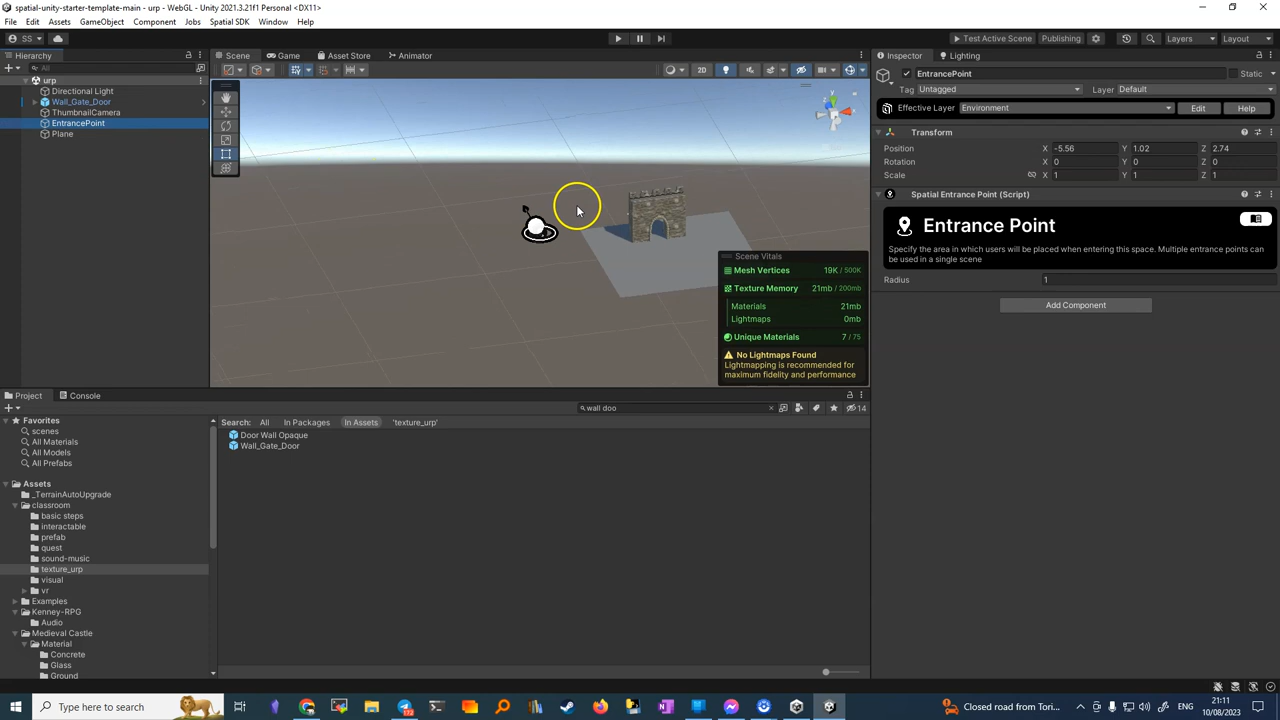 spatial-unity-starter-template-main - urp - WebGL - Unity 2021.3.21f1 Personal <DX11>
File Edit Assets GameObject Component Jobs Spatial SDK Window Help
SS Test Active Scene Publishing Layers Layout
Hierarchy Scene Game Asset Store Animator Inspector Lighting
All
2D
urp
Directional Light
Wall_Gate_Door
ThumbnailCamera
EntrancePoint
Plane
EntrancePoint Static
Tag Untagged Layer Default
Effective Layer Environment Edit Help
Transform
Position X -5.56 Y 1.02 Z 2.74
Rotation X 0 Y 0 Z 0
Scale X 1 Y 1 Z 1
Spatial Entrance Point (Script)
Entrance Point
Specify the area in which users will be placed when entering this space. Multiple entrance points can
be used in a single scene
Radius 1
Add Component
Scene Vitals
Mesh Vertices 19K / 500K
Texture Memory 21mb / 200mb
Materials 21mb
Lightmaps 0mb
Unique Materials 7 / 75
No Lightmaps Found
Lightmapping is recommended for
maximum fidelity and performance
Project Console
wall doo 14
Favorites
scenes
All Materials
All Models
All Prefabs
Assets
_TerrainAutoUpgrade
classroom
basic steps
interactable
prefab
quest
sound-music
texture_urp
visual
vr
Examples
Kenney-RPG
Audio
Medieval Castle
Material
Concrete
Glass
Ground
Search: All In Packages In Assets 'texture_urp'
Door Wall Opaque
Wall_Gate_Door
Type here to search
Closed road from Tori...
21:11
10/08/2023